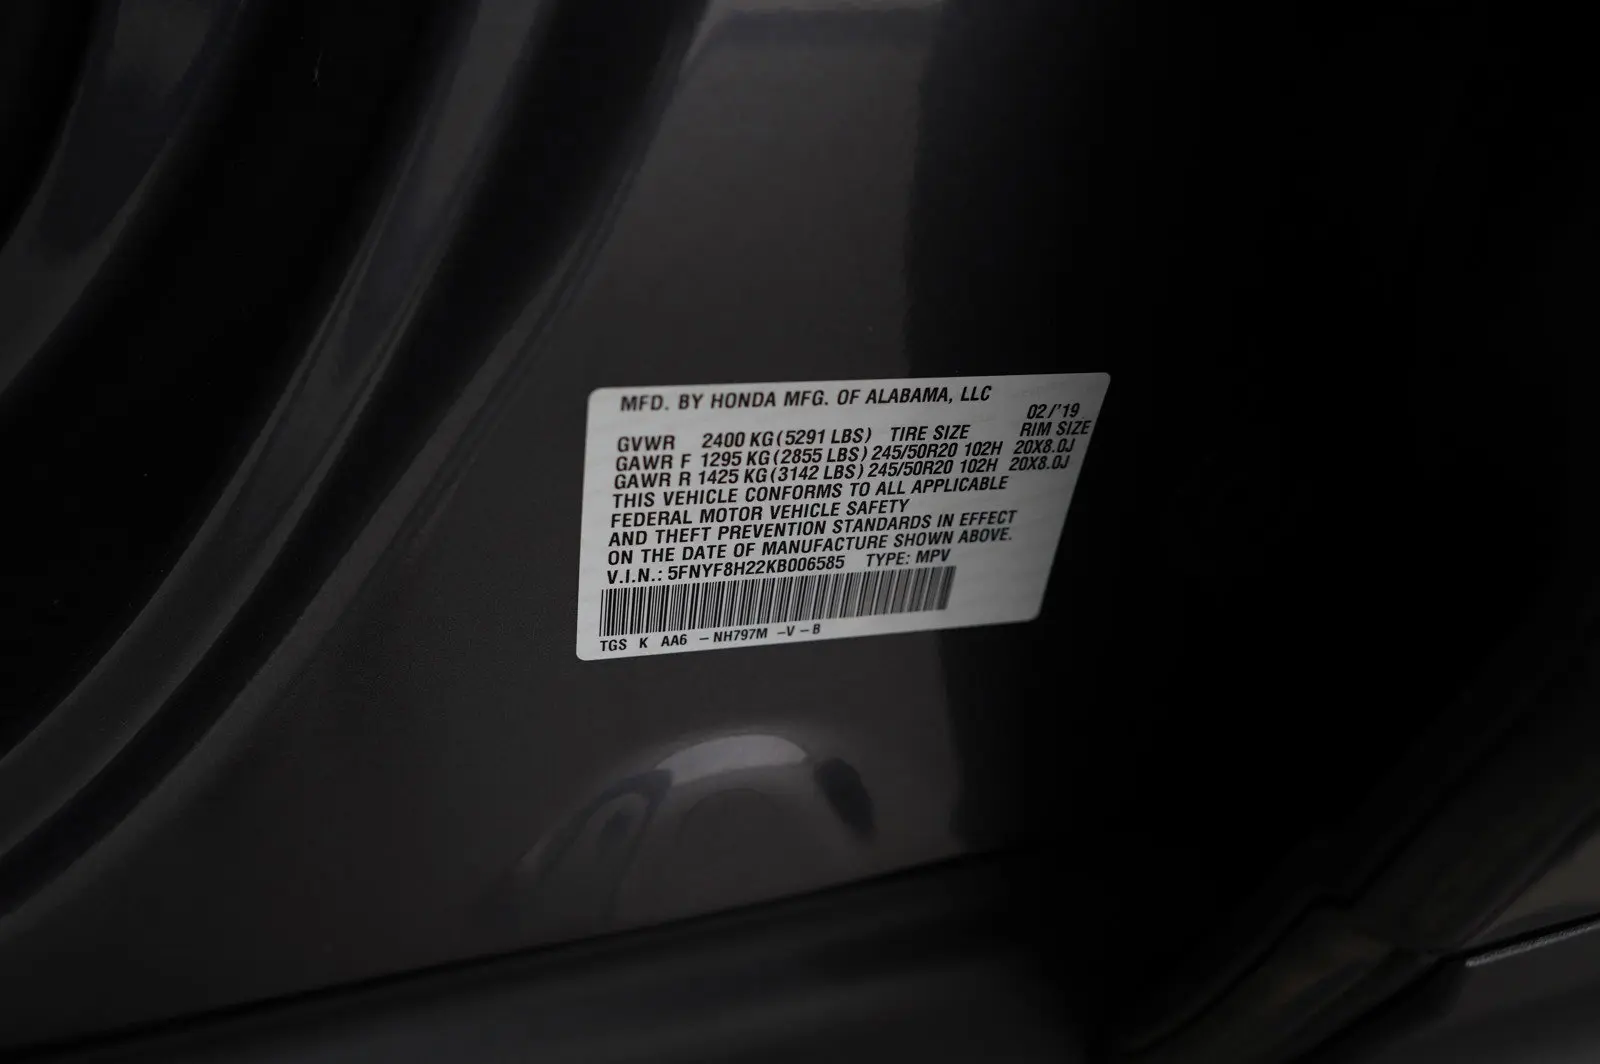 MFD. BY HONDA MFG. OF ALABAMA, LLC
02/'19
GVWR 2400 KG (5291 LBS) TIRE SIZE RIM SIZE
GAWR F 1295 KG (2855 LBS) 245/50R20 102H 20X8.0J
GAWR R 1425 KG (3142 LBS) 245/50R20 102H 20X8.0J
THIS VEHICLE CONFORMS TO ALL APPLICABLE
FEDERAL MOTOR VEHICLE SAFETY
AND THEFT PREVENTION STANDARDS IN EFFECT
ON THE DATE OF MANUFACTURE SHOWN ABOVE.
V.I.N.: 5FNYF8H22KB006585 TYPE: MPV
TGS K AA6 – NH797M – V – B